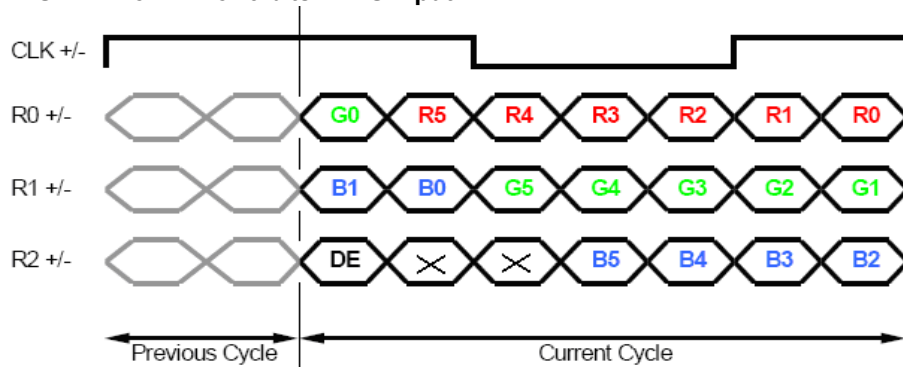 CLK +/-
R0 +/- G0 R5 R4 R3 R2 R1 R0
R1 +/- B1 B0 G5 G4 G3 G2 G1
R2 +/- DE B5 B4 B3 B2
Previous Cycle Current Cycle